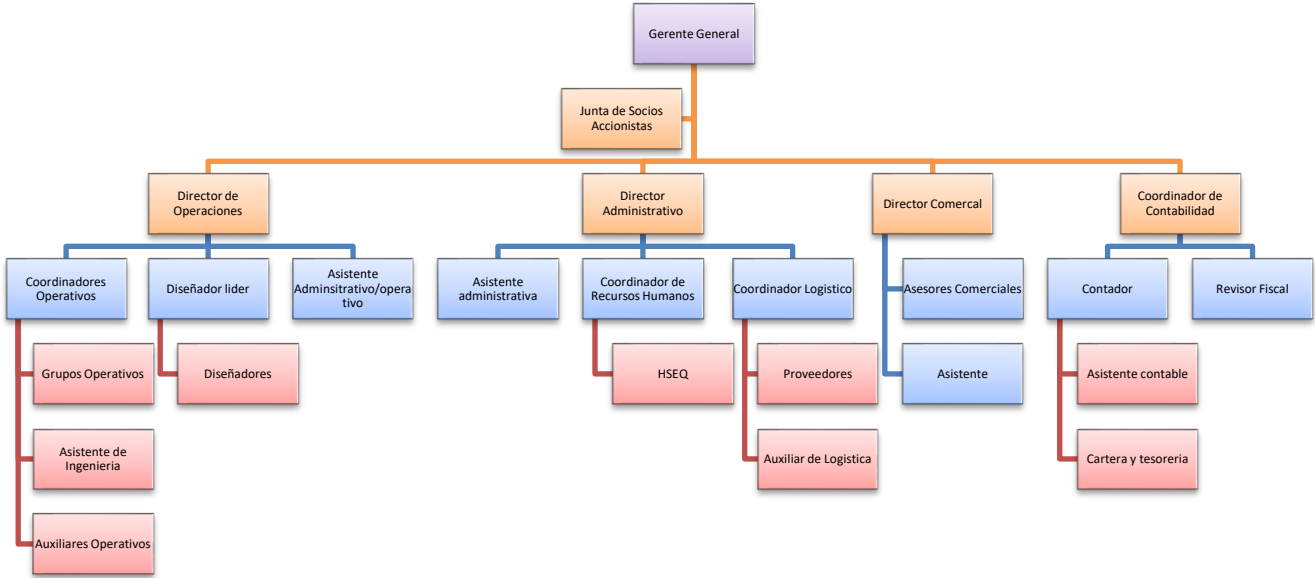 Gerente General
Junta de Socios
Accionistas
Director de
Operaciones
Director
Administrativo
Director Comercal
Coordinador de
Contabilidad
Coordinadores
Operativos
Diseñador lider
Asistente
Adminsitrativo/opera
tivo
Asistente
administrativa
Coordinador de
Recursos Humanos
Coordinador Logistico
Asesores Comerciales
Contador
Revisor Fiscal
Grupos Operativos
Diseñadores
HSEQ
Proveedores
Asistente
Asistente contable
Asistente de
Ingenieria
Auxiliar de Logistica
Cartera y tesoreria
Auxiliares Operativos